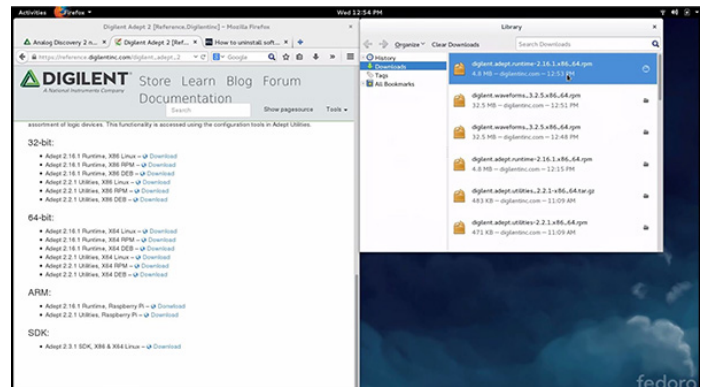 Activities Firefox
Wed 12:54 PM
Digilent Adept 2 [Reference.Digilentinc] - Mozilla Firefox
Analog Discovery 2 n...
Digilent Adept 2 [Ref...
How to uninstall soft...
https://reference.digilentinc.com/digilent_adept_2
Google
DIGILENT
A National Instruments Company
Store Learn Blog Forum
Documentation
Search
Show pagesource
Tools
assortment of logic devices. This functionality is accessed using the configuration tools in Adept Utilities.
32-bit:
Adept 2.16.1 Runtime, X86 Linux – Download
Adept 2.16.1 Runtime, X86 RPM – Download
Adept 2.16.1 Runtime, X86 DEB – Download
Adept 2.2.1 Utilities, X86 Linux – Download
Adept 2.2.1 Utilities, X86 RPM – Download
Adept 2.2.1 Utilities, X86 DEB – Download
64-bit:
Adept 2.16.1 Runtime, X64 Linux – Download
Adept 2.16.1 Runtime, X64 RPM – Download
Adept 2.16.1 Runtime, X64 DEB – Download
Adept 2.2.1 Utilities, X64 Linux – Download
Adept 2.2.1 Utilities, X64 RPM – Download
Adept 2.2.1 Utilities, X64 DEB – Download
ARM:
Adept 2.16.1 Runtime, Raspberry Pi – Download
Adept 2.2.1 Utilities, Raspberry Pi – Download
SDK:
Adept 2.3.1 SDK, X86 & X64 Linux – Download
Library
Organize
Clear Downloads
Search Downloads
History
Downloads
Tags
All Bookmarks
digilent.adept.runtime-2.16.1.x86_64.rpm
4.8 MB — digilentinc.com — 12:53 PM
digilent.waveforms_3.2.5.x86_64.rpm
32.5 MB — digilentinc.com — 12:51 PM
digilent.waveforms_3.2.5.x86_64.rpm
32.5 MB — digilentinc.com — 12:48 PM
digilent.adept.runtime-2.16.1.x86_64.rpm
4.8 MB — digilentinc.com — 12:15 PM
digilent.adept.utilities_2.2.1-x86_64.tar.gz
483 KB — digilentinc.com — 11:09 AM
digilent.adept.utilities-2.2.1.x86_64.rpm
471 KB — digilentinc.com — 11:09 AM
fedora